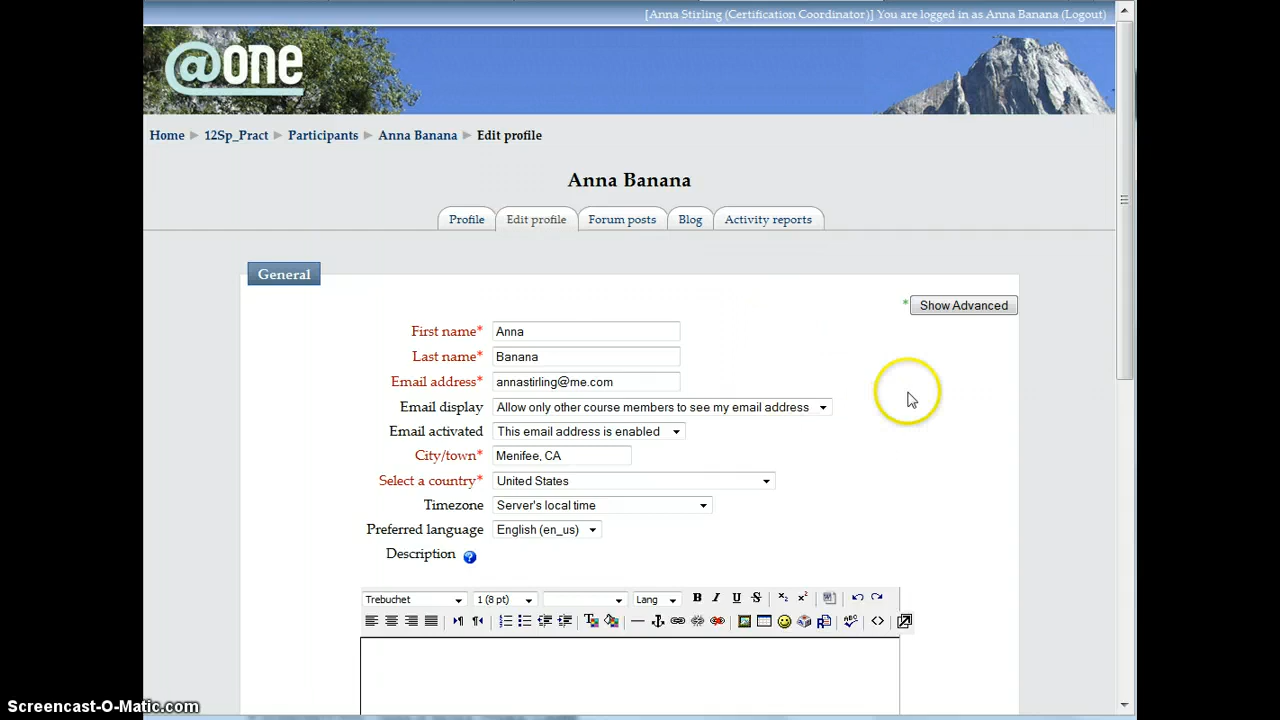 [Anna Stirling (Certification Coordinator)] You are logged in as Anna Banana (Logout)
@one
Home ► 12Sp_Pract ► Participants ► Anna Banana ► Edit profile
Anna Banana
Profile Edit profile Forum posts Blog Activity reports
General
* Show Advanced
First name* Anna
Last name* Banana
Email address* annastirling@me.com
Email display Allow only other course members to see my email address
Email activated This email address is enabled
City/town* Menifee, CA
Select a country* United States
Timezone Server's local time
Preferred language English (en_us)
Description ?
Trebuchet 1 (8 pt) Lang B I U S
Screencast-O-Matic.com